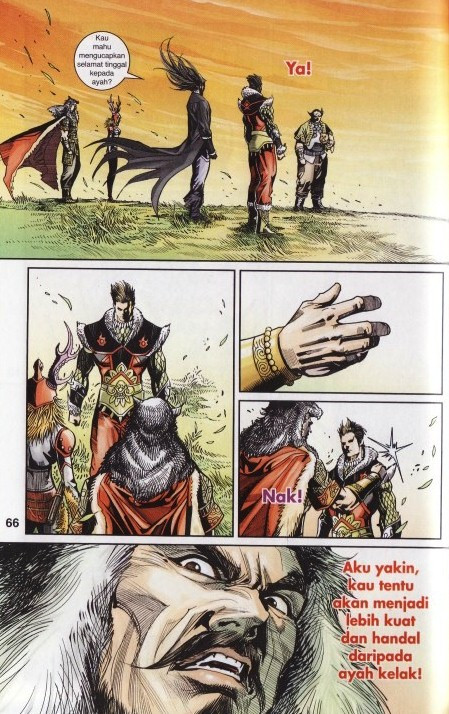 Kau
mahu
mengucapkan
selamat tinggal
kepada
ayah?
Ya!
Nak!
66
Aku yakin,
kau tentu
akan menjadi
lebih kuat
dan handal
daripada
ayah kelak!